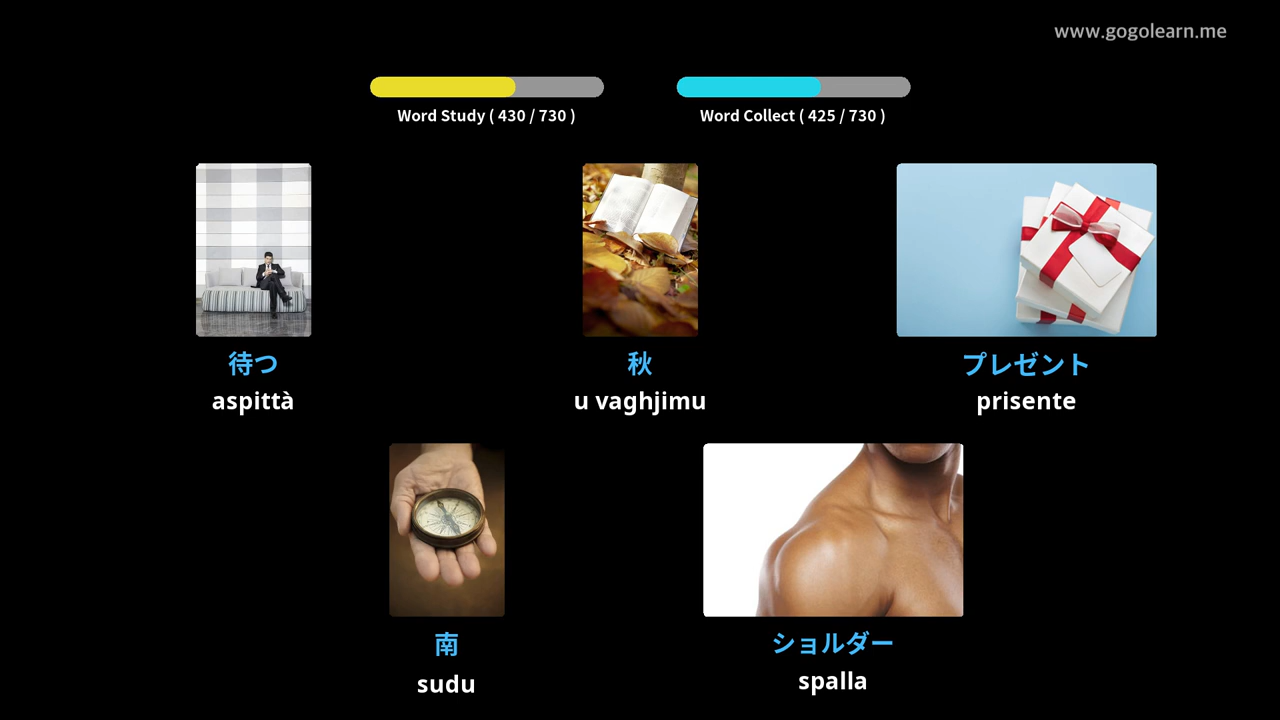 www.gogolearn.me
Word Study ( 430 / 730 )
Word Collect ( 425 / 730 )
待つ
aspittà
秋
u vaghjimu
プレゼント
prisente
南
sudu
ショルダー
spalla